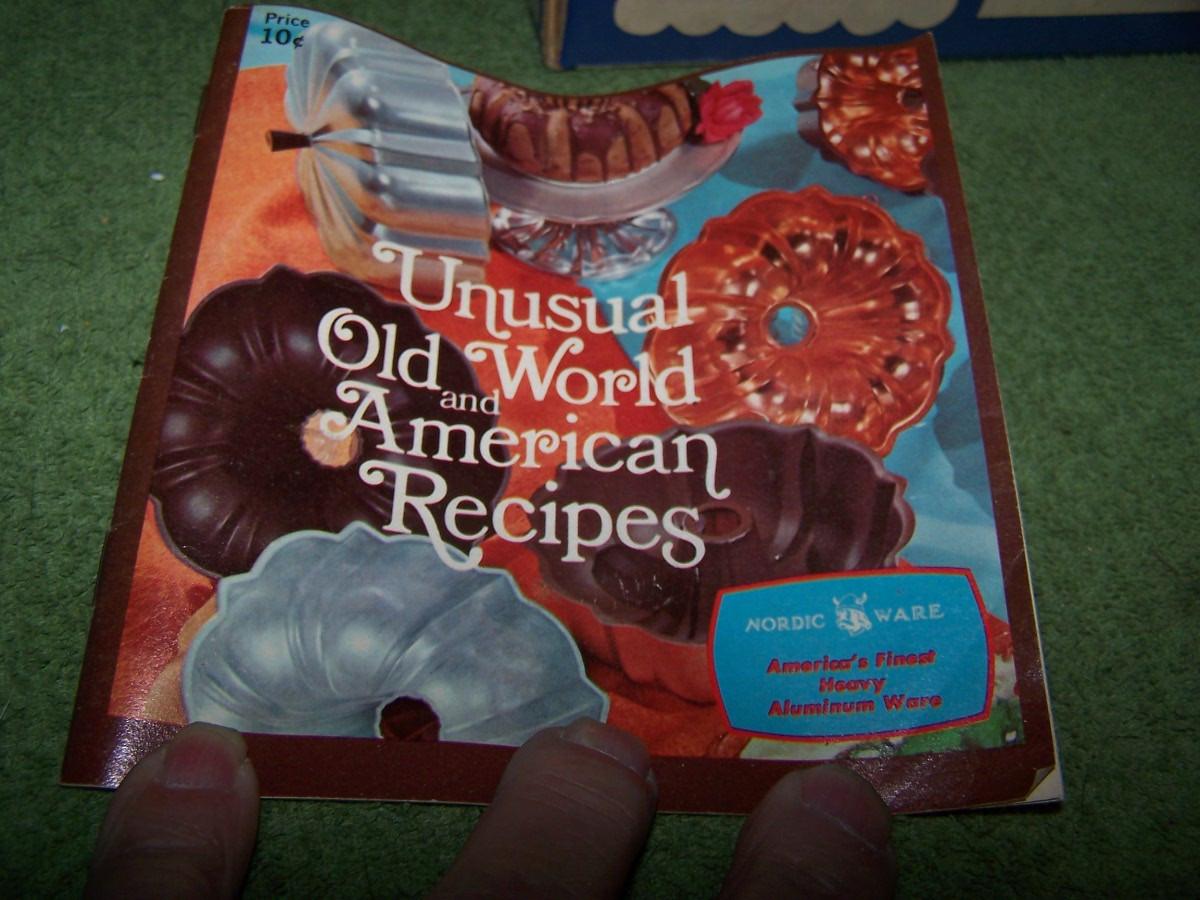 Price
10¢
Unusual
Old and World
American
Recipes
NORDIC WARE
America's Finest
Heavy
Aluminum Ware